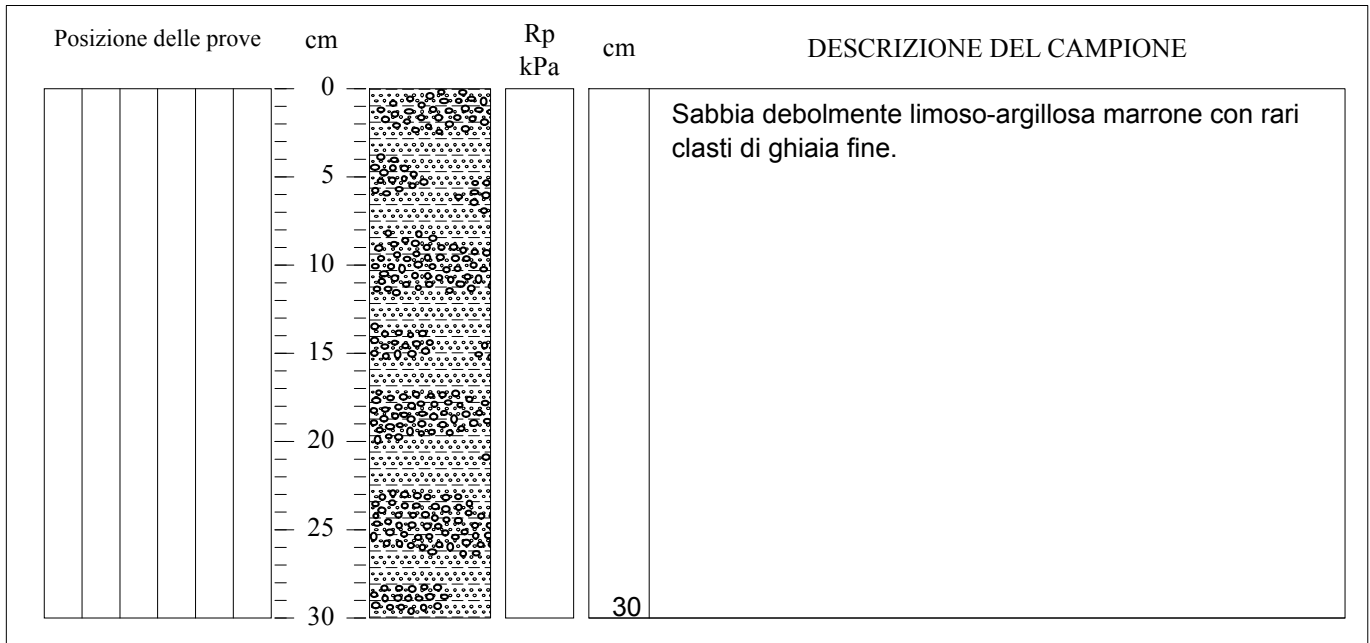 Posizione delle prove cm Rp kPa cm DESCRIZIONE DEL CAMPIONE
0
Sabbia debolmente limoso-argillosa marrone con rari
clasti di ghiaia fine.
5
10
15
20
25
30 30